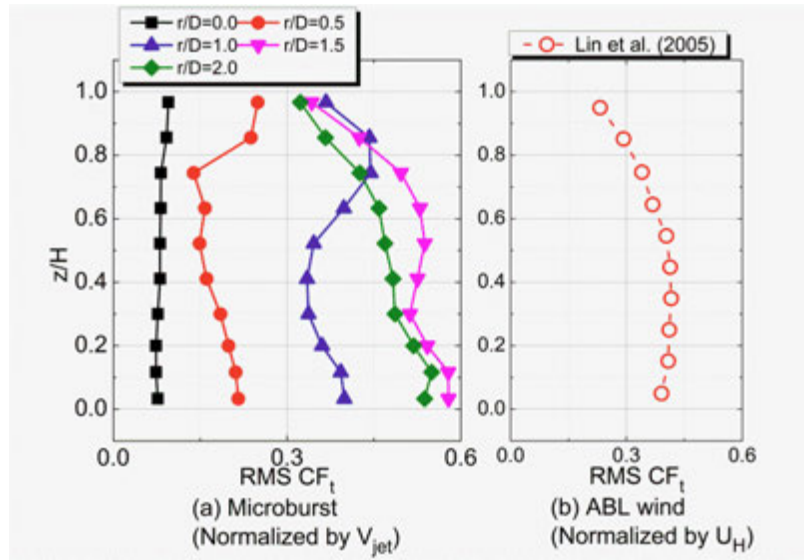 r/D=0.0 r/D=0.5
r/D=1.0 r/D=1.5
r/D=2.0
Lin et al. (2005)
1.0
0.8
0.6
0.4
0.2
0.0
z/H
1.0
0.8
0.6
0.4
0.2
0.0
0.0 0.3 0.6
0.0 0.3 0.6
RMS CFt
RMS CFt
(a) Microburst
(Normalized by Vjet)
(b) ABL wind
(Normalized by UH)